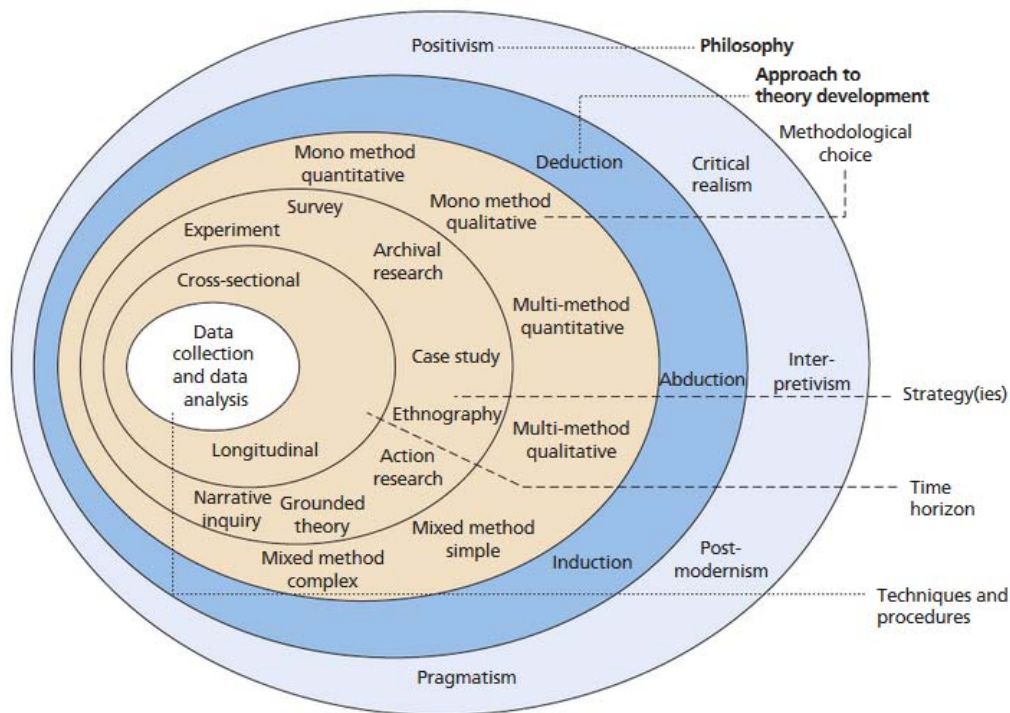 Positivism
Philosophy
Approach to
theory development
Methodological
choice
Deduction
Critical
realism
Mono method
quantitative
Mono method
qualitative
Survey
Experiment
Archival
research
Cross-sectional
Multi-method
quantitative
Data
collection
and data
analysis
Case study
Abduction
Inter-
pretivism
Strategy(ies)
Ethnography
Multi-method
qualitative
Longitudinal
Action
research
Time
horizon
Narrative
inquiry
Grounded
theory
Mixed method
simple
Mixed method
complex
Induction
Post-
modernism
Techniques and
procedures
Pragmatism